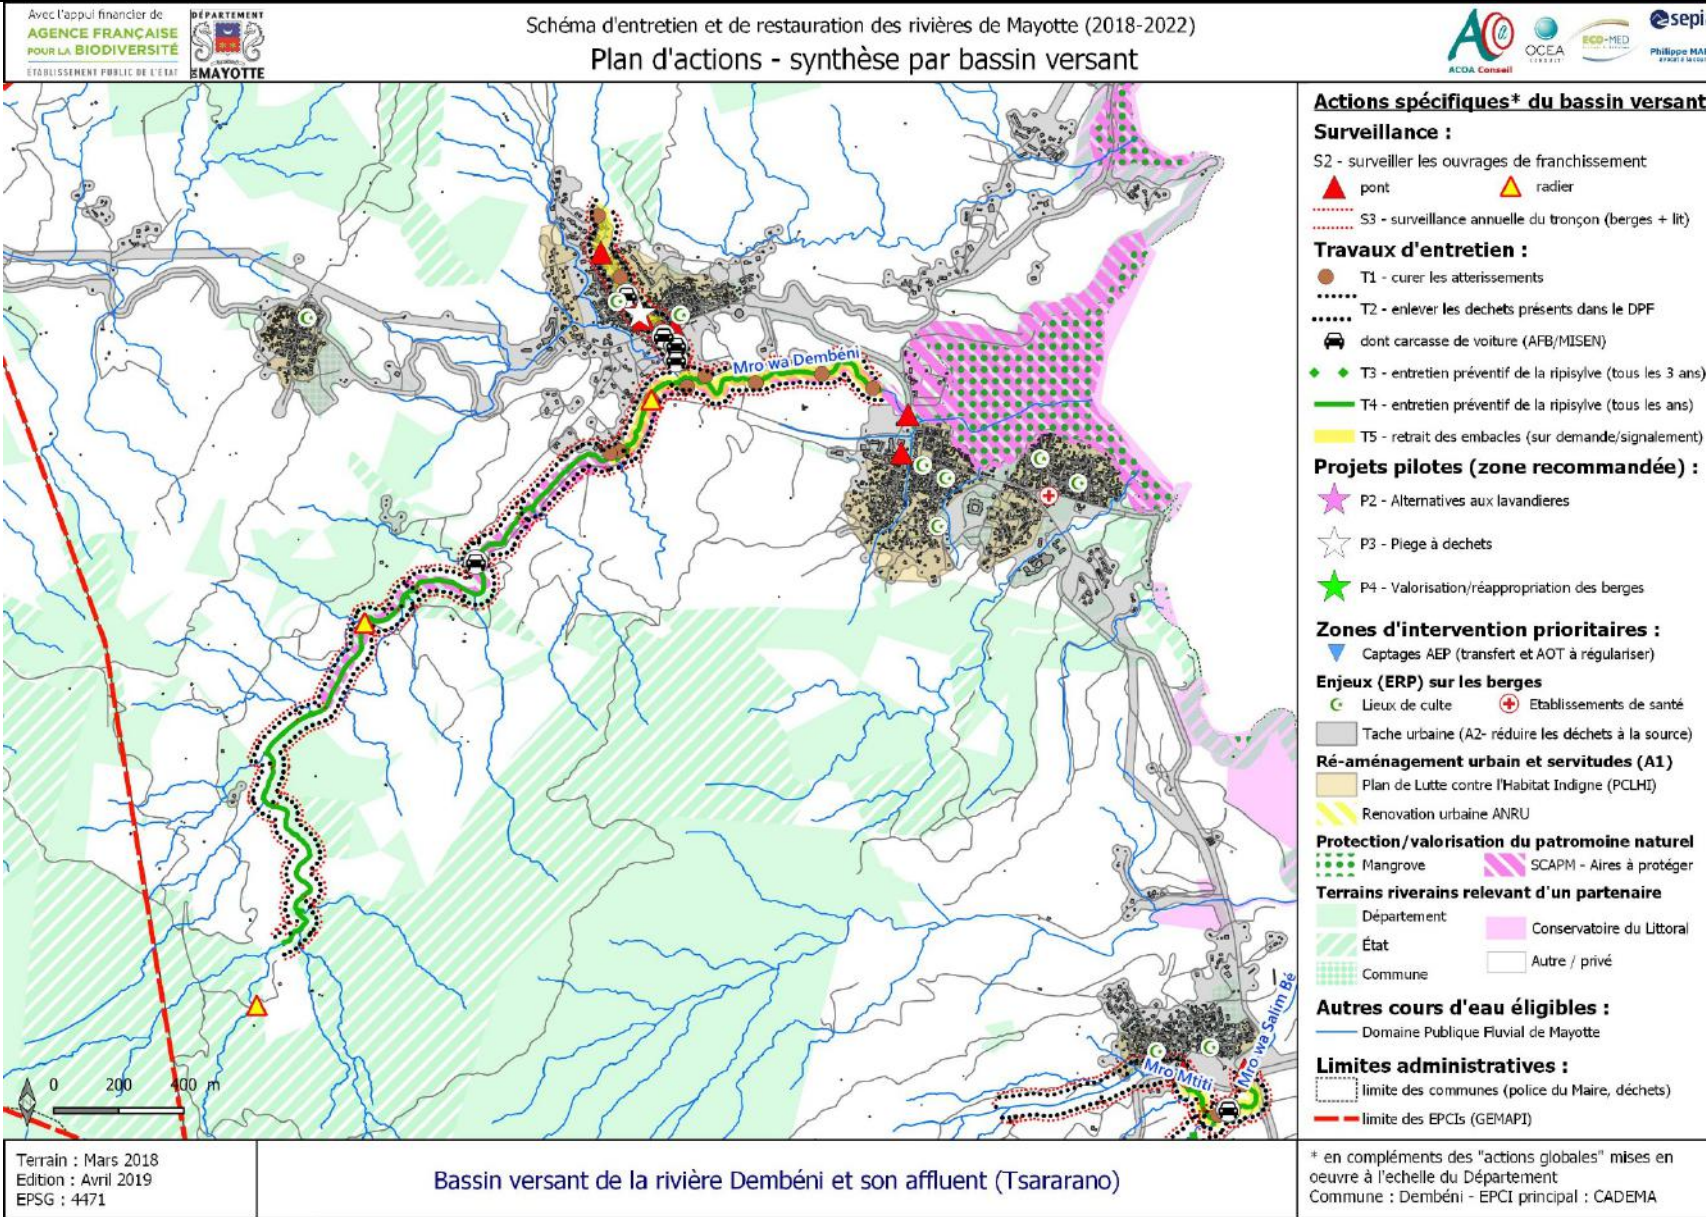 Avec l'appui financier de
AGENCE FRANÇAISE
POUR LA BIODIVERSITÉ
ÉTABLISSEMENT PUBLIC DE L'ÉTAT
DÉPARTEMENT
DE MAYOTTE
Schéma d'entretien et de restauration des rivières de Mayotte (2018-2022)
Plan d'actions - synthèse par bassin versant
ACOA Conseil
OCEA
CONSULT'
ECO-MED
sepia
Philippe
Actions spécifiques* du bassin versant
Surveillance :
S2 - surveiller les ouvrages de franchissement
pont
radier
S3 - surveillance annuelle du tronçon (berges + lit)
Travaux d'entretien :
T1 - curer les atterissements
T2 - enlever les dechets présents dans le DPF
dont carcasse de voiture (AFB/MISEN)
T3 - entretien préventif de la ripisylve (tous les 3 ans)
T4 - entretien préventif de la ripisylve (tous les ans)
T5 - retrait des embacles (sur demande/signalement)
Projets pilotes (zone recommandée) :
P2 - Alternatives aux lavandieres
P3 - Piege à dechets
P4 - Valorisation/réappropriation des berges
Zones d'intervention prioritaires :
Captages AEP (transfert et AOT à régulariser)
Enjeux (ERP) sur les berges
Lieux de culte
Etablissements de santé
Tache urbaine (A2- réduire les déchets à la source)
Ré-aménagement urbain et servitudes (A1)
Plan de Lutte contre l'Habitat Indigne (PCLHI)
Renovation urbaine ANRU
Protection/valorisation du patromoine naturel
Mangrove
SCAPM - Aires à protéger
Terrains riverains relevant d'un partenaire
Département
Conservatoire du Littoral
État
Autre / privé
Commune
Autres cours d'eau éligibles :
Domaine Publique Fluvial de Mayotte
Limites administratives :
limite des communes (police du Maire, déchets)
limite des EPCIs (GEMAPI)
Mro wa Dembéni
Mro Mtiti
Mro wa Salim Bé
0 200 400 m
Terrain : Mars 2018
Edition : Avril 2019
EPSG : 4471
Bassin versant de la rivière Dembéni et son affluent (Tsararano)
* en compléments des "actions globales" mises en
oeuvre à l'echelle du Département
Commune : Dembéni - EPCI principal : CADEMA